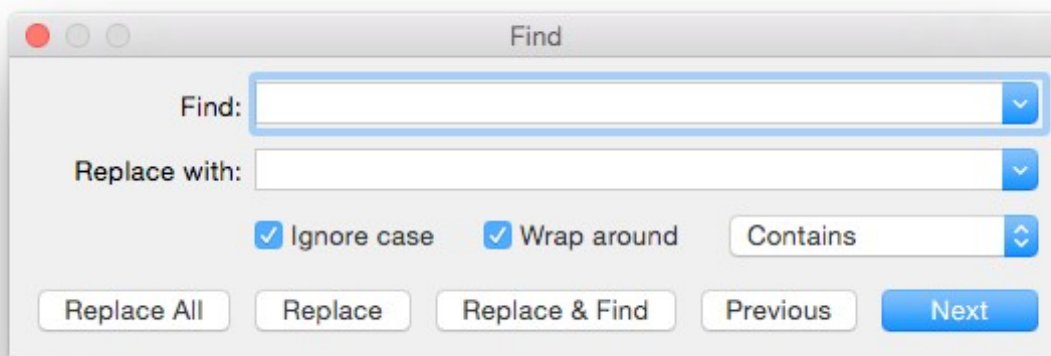 Find
Find:
Replace with:
Ignore case Wrap around Contains
Replace All Replace Replace & Find Previous Next